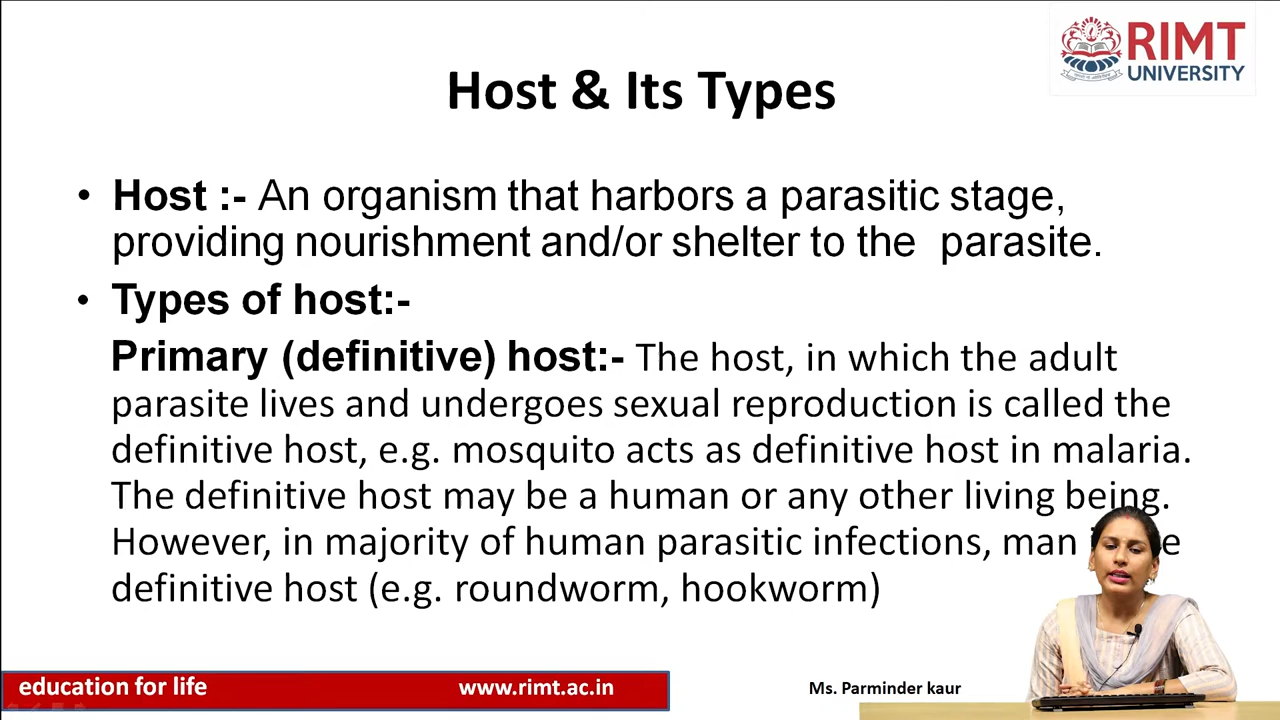 RIMT
UNIVERSITY
Host & Its Types
• Host :- An organism that harbors a parasitic stage,
providing nourishment and/or shelter to the parasite.
• Types of host:-
Primary (definitive) host:- The host, in which the adult
parasite lives and undergoes sexual reproduction is called the
definitive host, e.g. mosquito acts as definitive host in malaria.
The definitive host may be a human or any other living being.
However, in majority of human parasitic infections, man
definitive host (e.g. roundworm, hookworm)
education for life
www.rimt.ac.in
Ms. Parminder kaur